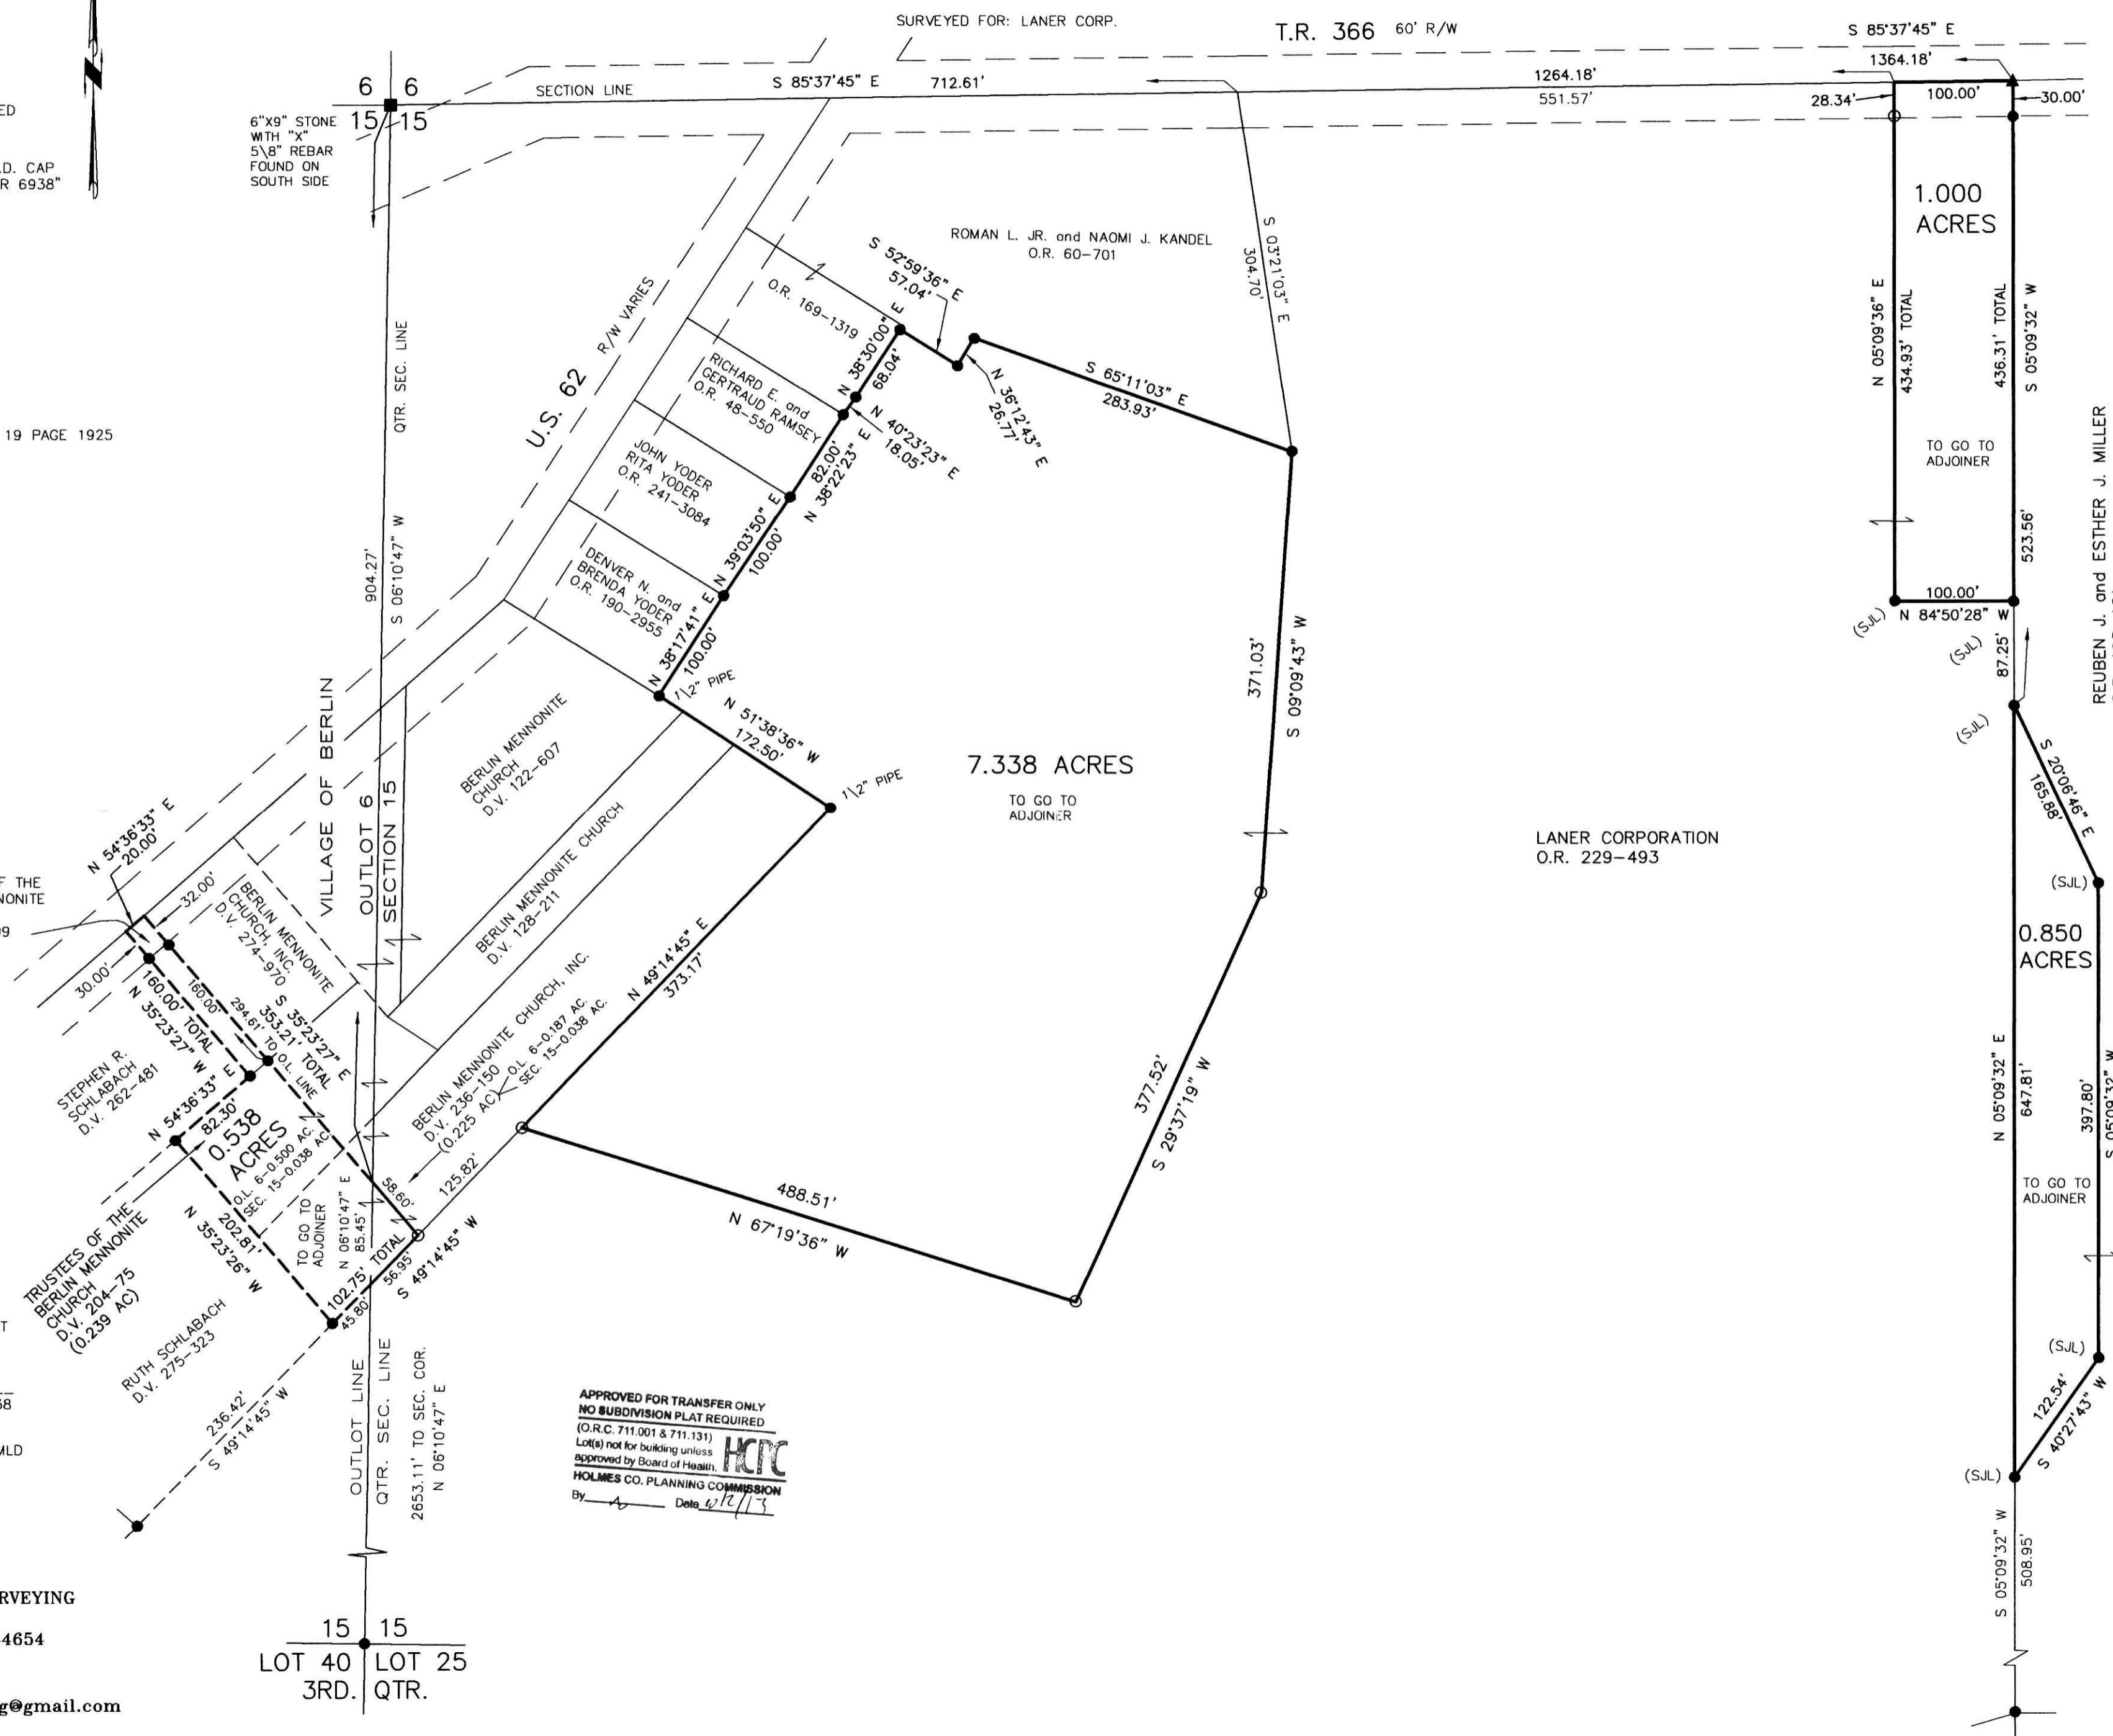 SURVEYED FOR: LANER CORP.
T.R. 366 60' R/W
S 85°37'45" E
1364.18'
6 6
15 15
SECTION LINE
S 85°37'45" E 712.61'
1264.18'
551.57'
28.34'
100.00'
30.00'
6"X9" STONE
WITH "X"
5\8" REBAR
FOUND ON
SOUTH SIDE
ED
.D. CAP
R 6938"
19 PAGE 1925
F THE
NONITE
09
T
58
MLD
RVEYING
4654
g@gmail.com
ROMAN L. JR. and NAOMI J. KANDEL
O.R. 60-701
S 03°21'03" E
304.70'
S 52°59'36" E
57.04'
O.R. 169-1319
N 38°30'00" E
68.04'
N 36°12'43" E
26.77'
S 65°11'03" E
283.93'
RICHARD E. and
GERTRAUD RAMSEY
O.R. 48-550
N 40°23'23" E
18.05'
82.00'
N 38°22'23" E
JOHN YODER
RITA YODER
O.R. 241-3084
N 39°03'50" E
100.00'
DENVER N. and
BRENDA YODER
O.R. 190-2955
N 38°17'41" E
100.00'
U.S. 62 R/W VARIES
QTR. SEC. LINE
904.27'
S 06°10'47" W
1\2" PIPE
N 51°38'36" W
172.50'
1\2" PIPE
7.338 ACRES
TO GO TO
ADJOINER
371.03'
S 09°09'43" W
377.52'
S 29°37'19" W
488.51'
N 67°19'36" W
N 49°14'45" E
373.17'
LANER CORPORATION
O.R. 229-493
1.000
ACRES
TO GO TO
ADJOINER
N 05°09'36" E
434.93' TOTAL
436.31' TOTAL
S 05°09'32" W
523.56'
100.00'
N 84°50'28" W
(SJL)
(SJL)
87.25'
(SJL)
REUBEN J. and ESTHER J. MILLER
S 20°06'46" E
165.88'
(SJL)
0.850
ACRES
N 05°09'32" E
647.81'
397.80'
S 05°09'32" W
TO GO TO
ADJOINER
(SJL)
122.54'
S 40°27'43" W
(SJL)
S 05°09'32" W
508.95'
VILLAGE OF BERLIN
OUTLOT 6
SECTION 15
BERLIN MENNONITE
CHURCH
D.V. 122-607
BERLIN MENNONITE CHURCH
D.V. 128-211
BERLIN MENNONITE CHURCH, INC.
D.V. 236-150
(0.225 AC)
O.L. 6-0.187 AC.
SEC. 15-0.038 AC.
125.82'
N 54°36'33" E
20.00'
32.00'
BERLIN MENNONITE
CHURCH, INC.
D.V. 274-970
30.00'
160.00' TOTAL
N 35°23'27" W
160.00'
294.61' TO O.L. LINE
353.21' TOTAL
S 35°23'27" E
STEPHEN R.
SCHLABACH
D.V. 262-481
N 54°36'33" E
82.30'
0.538
ACRES
O.L. 6-0.500 AC.
SEC. 15-0.038 AC.
TO GO TO
ADJOINER
202.81'
N 35°23'26" W
N 06°10'47" E
85.45'
58.60'
102.75' TOTAL
56.95'
45.80'
S 49°14'45" W
TRUSTEES OF THE
BERLIN MENNONITE
CHURCH
D.V. 204-75
(0.239 AC)
RUTH SCHLABACH
D.V. 275-323
236.42'
S 49°14'45" W
OUTLOT LINE
QTR. SEC. LINE
2653.11' TO SEC. COR.
N 06°10'47" E
APPROVED FOR TRANSFER ONLY
NO SUBDIVISION PLAT REQUIRED
(O.R.C. 711.001 & 711.131)
Lot(s) not for building unless
approved by Board of Health.
HCPC
HOLMES CO. PLANNING COMMISSION
By Date
15 15
LOT 40 LOT 25
3RD. QTR.